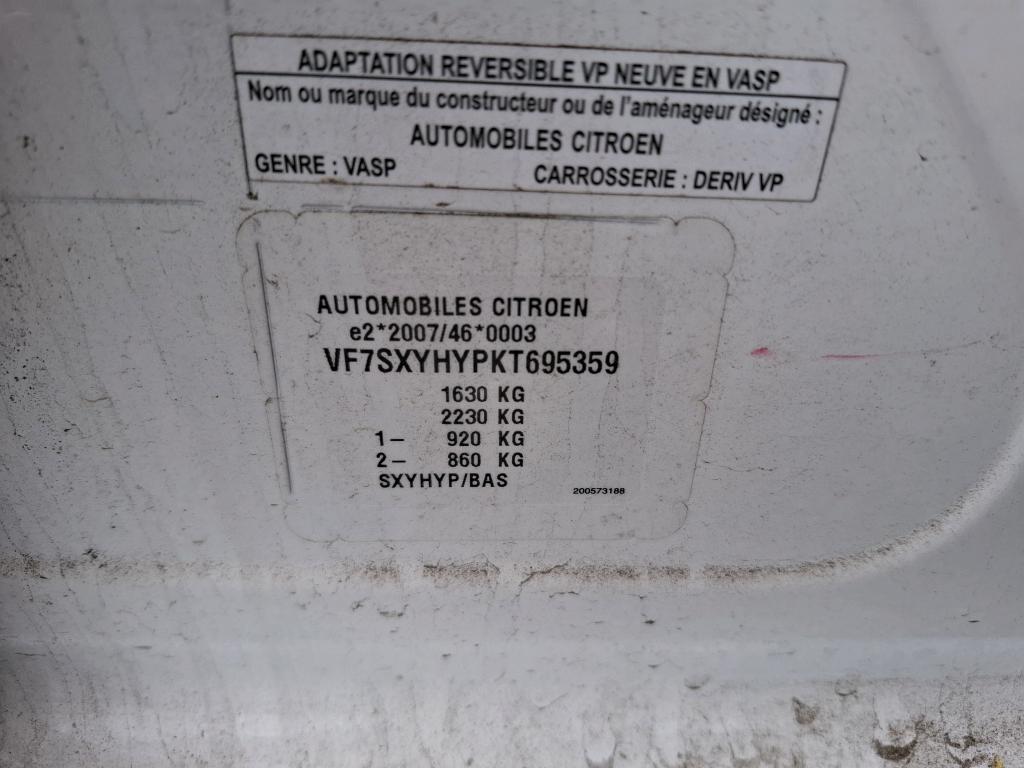 ADAPTATION REVERSIBLE VP NEUVE EN VASP
Nom ou marque du constructeur ou de l'aménageur désigné :
AUTOMOBILES CITROEN
GENRE : VASP CARROSSERIE : DERIV VP
AUTOMOBILES CITROEN
e2*2007/46*0003
VF7SXYHYPKT695359
1630 KG
2230 KG
1– 920 KG
2– 860 KG
SXYHYP/BAS
200573188